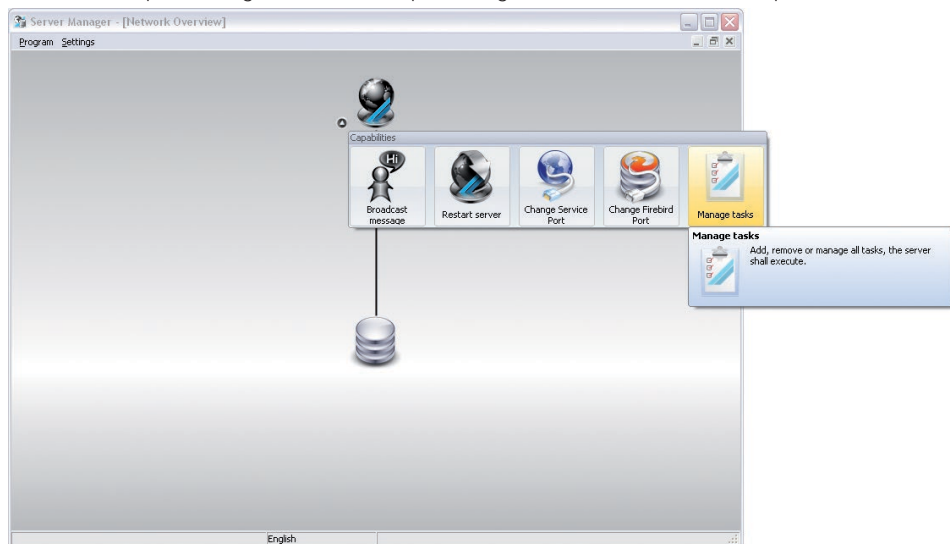 Server Manager - [Network Overview]
Program Settings
Capabilities
Hi
Broadcast message
Restart server
Change Service Port
Change Firebird Port
Manage tasks
Manage tasks
Add, remove or manage all tasks, the server
shall execute.
English